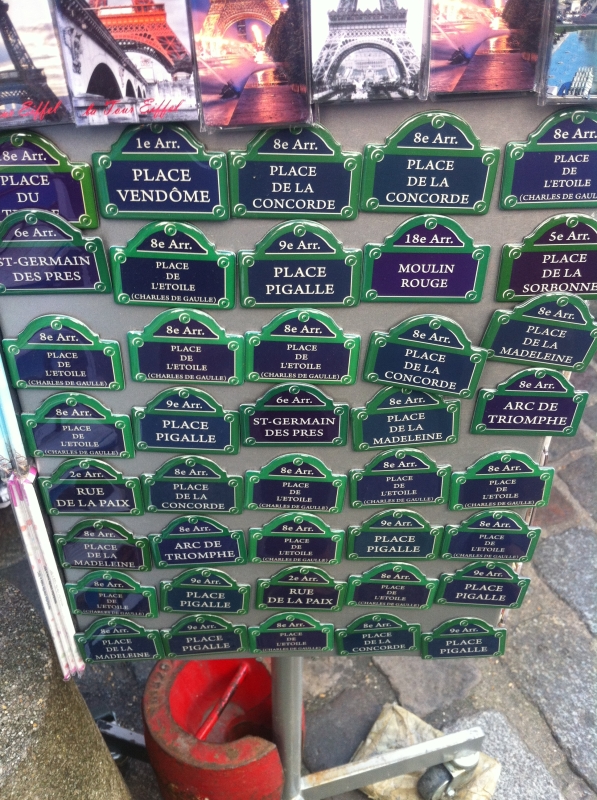 la Tour Eiffel
8e Arr.
PLACE
DU
1e Arr.
PLACE
VENDÔME
8e Arr.
PLACE
DE LA
CONCORDE
8e Arr.
PLACE
DE LA
CONCORDE
8e Arr.
PLACE
DE
L'ETOILE
(CHARLES DE GAUL
6e Arr.
ST-GERMAIN
DES PRES
8e Arr.
PLACE
DE
L'ETOILE
(CHARLES DE GAULLE)
9e Arr.
PLACE
PIGALLE
18e Arr.
MOULIN
ROUGE
5e Arr.
PLACE
DE LA
SORBONNE
8e Arr.
PLACE
DE
L'ETOILE
(CHARLES DE GAULLE)
8e Arr.
PLACE
DE
L'ETOILE
(CHARLES DE GAULLE)
8e Arr.
PLACE
DE
L'ETOILE
(CHARLES DE GAULLE)
8e Arr.
PLACE
DE LA
CONCORDE
8e Arr.
PLACE
DE LA
MADELEINE
8e Arr.
PLACE
DE
L'ETOILE
(CHARLES DE GAULLE)
9e Arr.
PLACE
PIGALLE
6e Arr.
ST-GERMAIN
DES PRES
8e Arr.
PLACE
DE LA
MADELEINE
8e Arr.
ARC DE
TRIOMPHE
2e Arr.
RUE
DE LA PAIX
8e Arr.
PLACE
DE LA
CONCORDE
8e Arr.
PLACE
DE
L'ETOILE
(CHARLES DE GAULLE)
8e Arr.
PLACE
DE
L'ETOILE
(CHARLES DE GAULLE)
8e Arr.
PLACE
DE
L'ETOILE
(CHARLES DE GAULLE)
8e Arr.
PLACE
DE LA
MADELEINE
8e Arr.
ARC DE
TRIOMPHE
8e Arr.
PLACE
DE
L'ETOILE
(CHARLES DE GAULLE)
9e Arr.
PLACE
PIGALLE
8e Arr.
PLACE
DE
L'ETOILE
(CHARLES DE GAULLE)
8e Arr.
PLACE
DE
L'ETOILE
(CHARLES DE GAULLE)
9e Arr.
PLACE
PIGALLE
2e Arr.
RUE
DE LA PAIX
8e Arr.
PLACE
DE
L'ETOILE
(CHARLES DE GAULLE)
9e Arr.
PLACE
PIGALLE
8e Arr.
PLACE
DE LA
MADELEINE
9e Arr.
PLACE
PIGALLE
8e Arr.
PLACE
DE
L'ETOILE
(CHARLES DE GAULLE)
8e Arr.
PLACE
DE LA
CONCORDE
9e Arr.
PLACE
PIGALLE